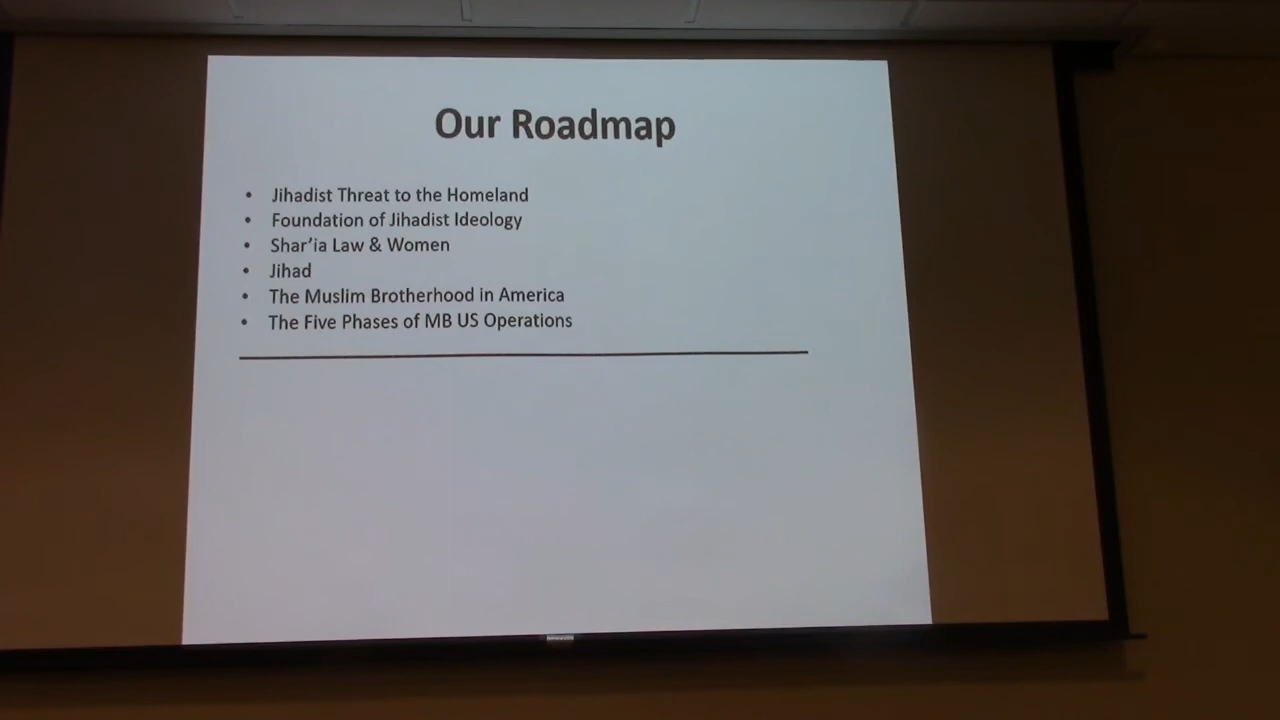 Our Roadmap
• Jihadist Threat to the Homeland
• Foundation of Jihadist Ideology
• Shar’ia Law & Women
• Jihad
• The Muslim Brotherhood in America
• The Five Phases of MB US Operations